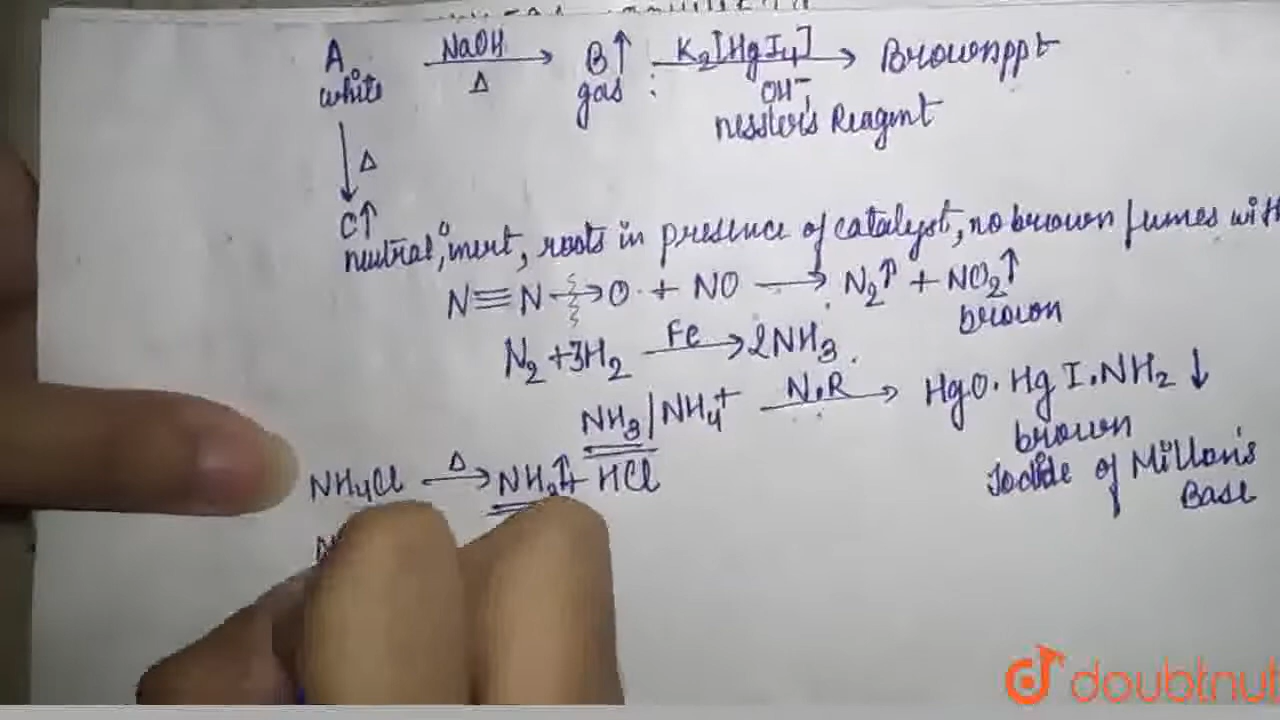 A NaOH B↑ K2[HgI4] Brown ppt
white Δ gas : OH-
Nessler's Reagent
Δ
C↑
neutral, inert, roots in presence of catalyst, no brown fumes with
N≡N → O + NO → N2↑ + NO2↑
brown
N2 + 3H2 Fe → 2NH3.
NH3 | NH4+ N.R → HgO.HgI.NH2 ↓
brown
NH4Cl Δ → NH3↑ + HCl
Iodide of Millon's
Base
doubtnut